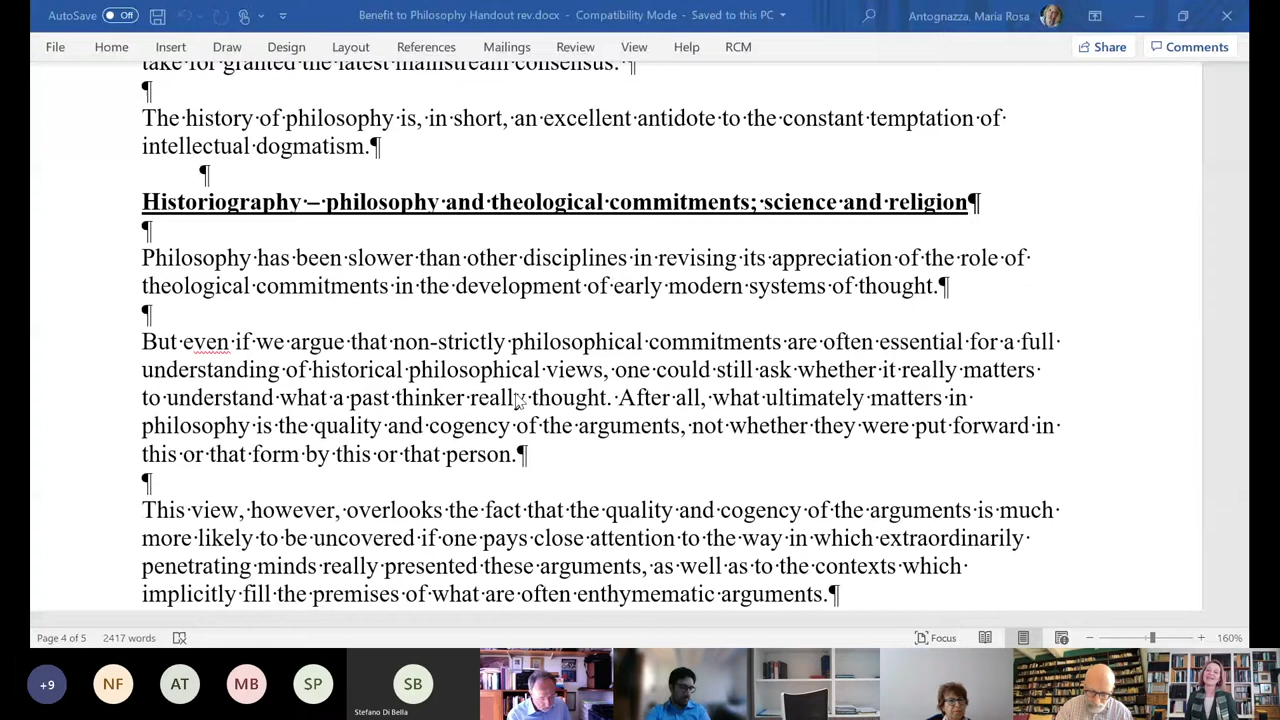 AutoSave Off Benefit to Philosophy Handout rev.docx - Compatibility Mode - Saved to this PC Antognazza, Maria Rosa
File Home Insert Draw Design Layout References Mailings Review View Help RCM Share Comments
take for granted the latest mainstream consensus. ¶
¶
The history of philosophy is, in short, an excellent antidote to the constant temptation of
intellectual dogmatism.¶
¶
Historiography – philosophy and theological commitments; science and religion¶
¶
Philosophy has been slower than other disciplines in revising its appreciation of the role of
theological commitments in the development of early modern systems of thought.¶
¶
But even if we argue that non-strictly philosophical commitments are often essential for a full
understanding of historical philosophical views, one could still ask whether it really matters
to understand what a past thinker really thought. After all, what ultimately matters in
philosophy is the quality and cogency of the arguments, not whether they were put forward in
this or that form by this or that person.¶
¶
This view, however, overlooks the fact that the quality and cogency of the arguments is much
more likely to be uncovered if one pays close attention to the way in which extraordinarily
penetrating minds really presented these arguments, as well as to the contexts which
implicitly fill the premises of what are often enthymematic arguments.¶
Page 4 of 5 2417 words Focus 160%
+9 NF AT MB SP SB
Stefano Di Bella